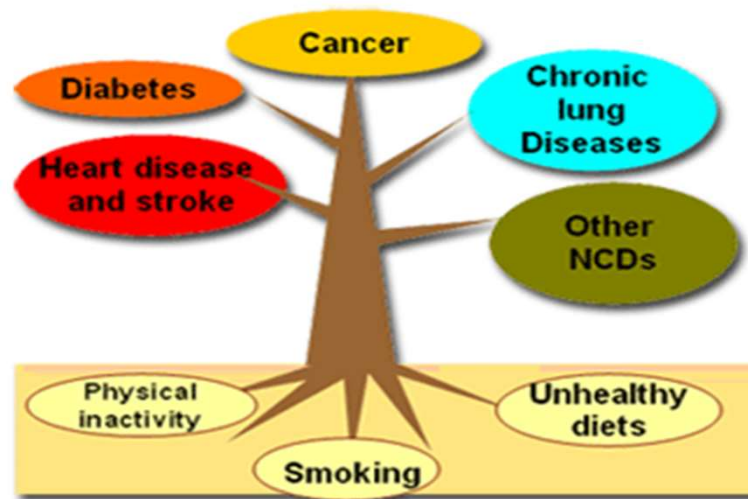 Cancer
Diabetes
Chronic
lung
Diseases
Heart disease
and stroke
Other
NCDs
Physical
inactivity
Unhealthy
diets
Smoking